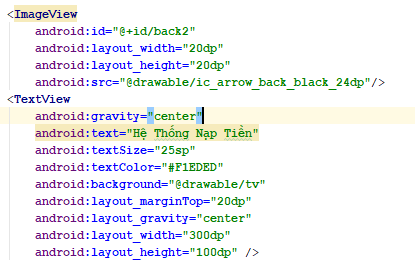 <ImageView
android:id="@+id/back2"
android:layout_width="20dp"
android:layout_height="20dp"
android:src="@drawable/ic_arrow_back_black_24dp"/>
<TextView
android:gravity="center"
android:text="Hệ Thống Nạp Tiền"
android:textSize="25sp"
android:textColor="#F1EDED"
android:background="@drawable/tv"
android:layout_marginTop="20dp"
android:layout_gravity="center"
android:layout_width="300dp"
android:layout_height="100dp" />